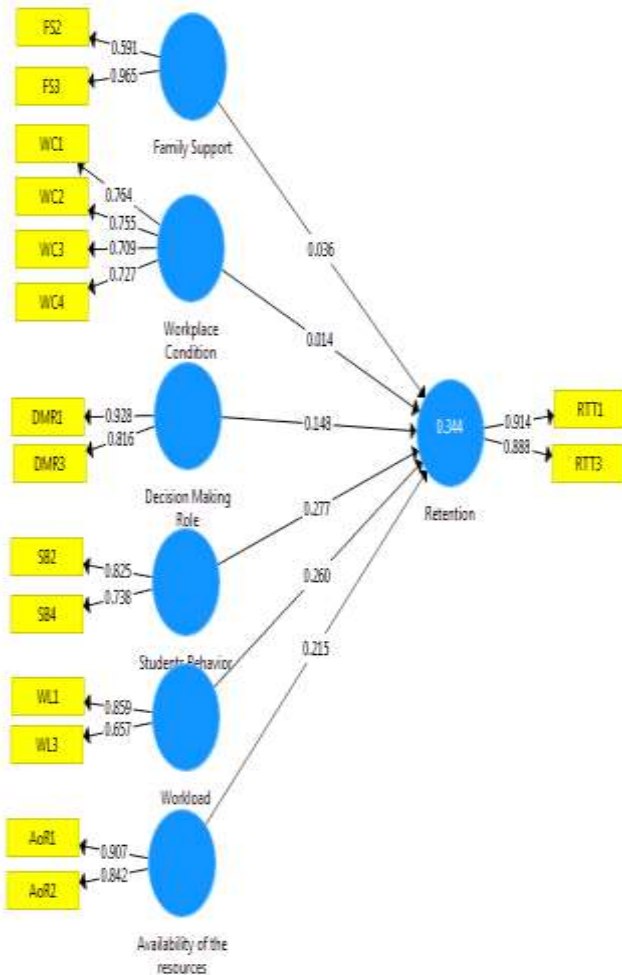 FS2
0.591
0.965
FS3
Family Support
WC1
0.764
WC2
0.755
WC3
0.709
0.727
WC4
Workplace
Condition
0.036
0.014
DMR1
0.928
0.816
DMR3
Decision Making
Role
0.148
0.344
Retention
0.914
RTT1
0.888
RTT3
SB2
0.825
0.738
SB4
Students Behavior
0.277
0.260
0.215
WL1
0.859
0.657
WL3
Workload
AoR1
0.907
0.842
AoR2
Availability of the
resources